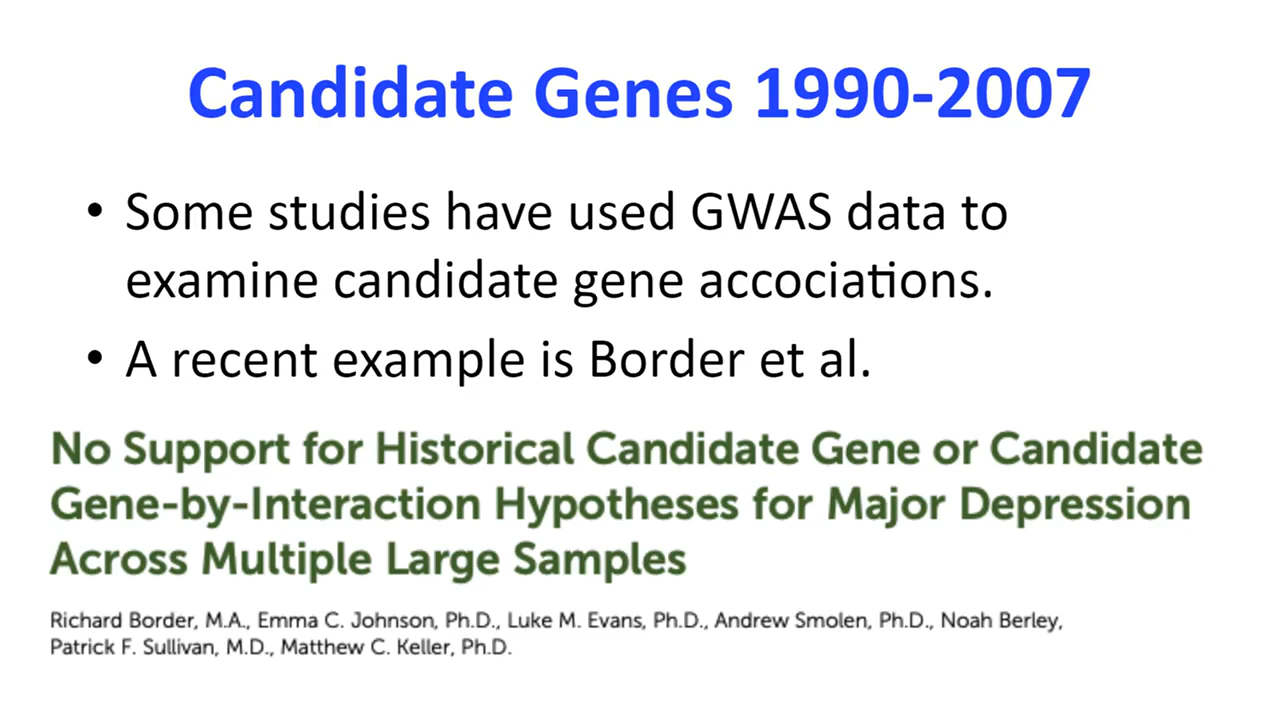 Candidate Genes 1990-2007
• Some studies have used GWAS data to
examine candidate gene accociations.
• A recent example is Border et al.
No Support for Historical Candidate Gene or Candidate
Gene-by-Interaction Hypotheses for Major Depression
Across Multiple Large Samples
Richard Border, M.A., Emma C. Johnson, Ph.D., Luke M. Evans, Ph.D., Andrew Smolen, Ph.D., Noah Berley,
Patrick F. Sullivan, M.D., Matthew C. Keller, Ph.D.